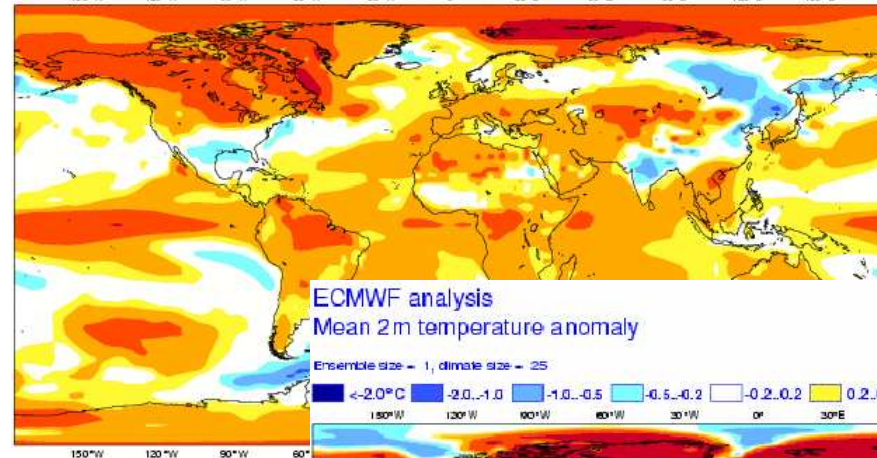 ECMWF analysis
Mean 2m temperature anomaly
Ensemble size = 1, climate size = 25
<-2.0°C -2.0..-1.0 -1.0..-0.5 -0.5..-0.2 -0.2..0.2
150°W 120°W 90°W 60°W 30°W 0° 30°E
150°W 120°W 90°W